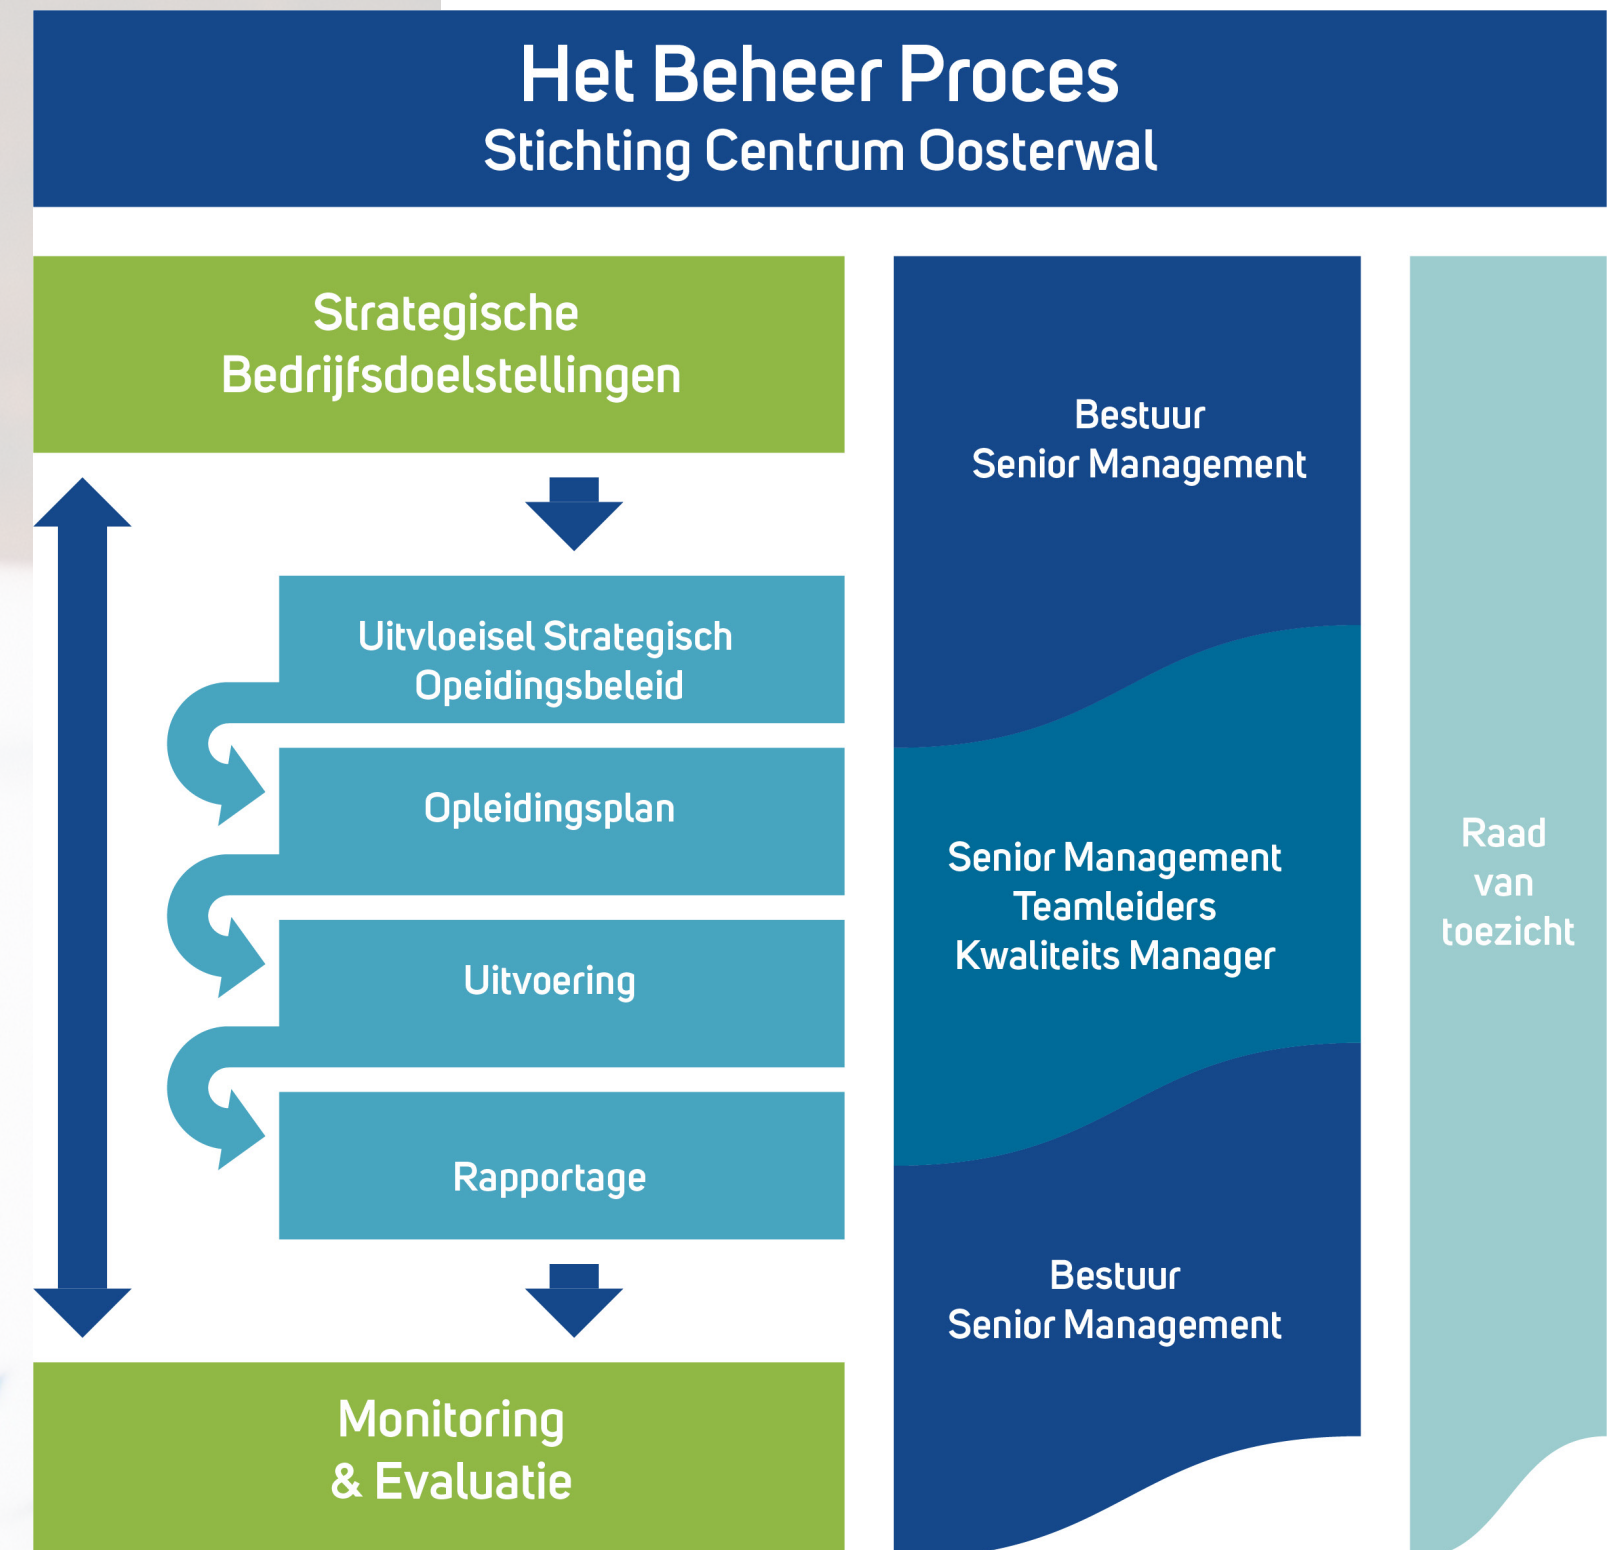 Het Beheer Proces
Stichting Centrum Oosterwal
Strategische
Bedrijfsdoelstellingen
Uitvloeisel Strategisch
Opeidingsbeleid
Opleidingsplan
Uitvoering
Rapportage
Monitoring
& Evaluatie
Bestuur
Senior Management
Senior Management
Teamleiders
Kwaliteits Manager
Bestuur
Senior Management
Raad
van
toezicht